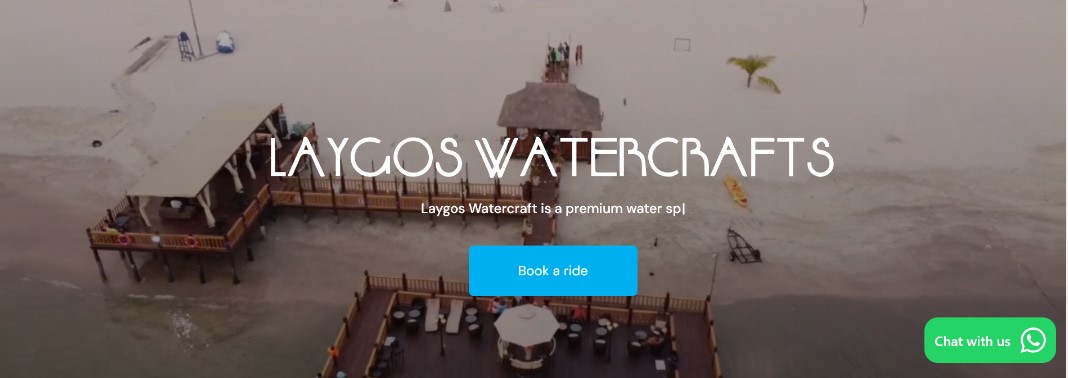 LAYGOS WATERCRAFTS
Laygos Watercraft is a premium water sp|
Book a ride
Chat with us